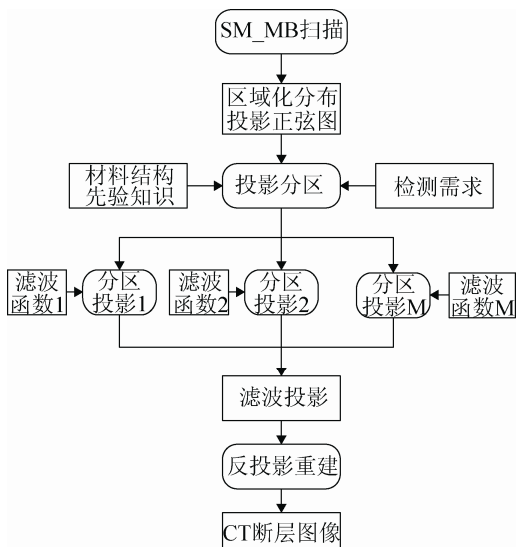 SM_MB扫描
区域化分布
投影正弦图
材料结构
先验知识
投影分区
检测需求
滤波
函数1
分区
投影1
滤波
函数2
分区
投影2
分区
投影M
滤波
函数M
滤波投影
反投影重建
CT断层图像